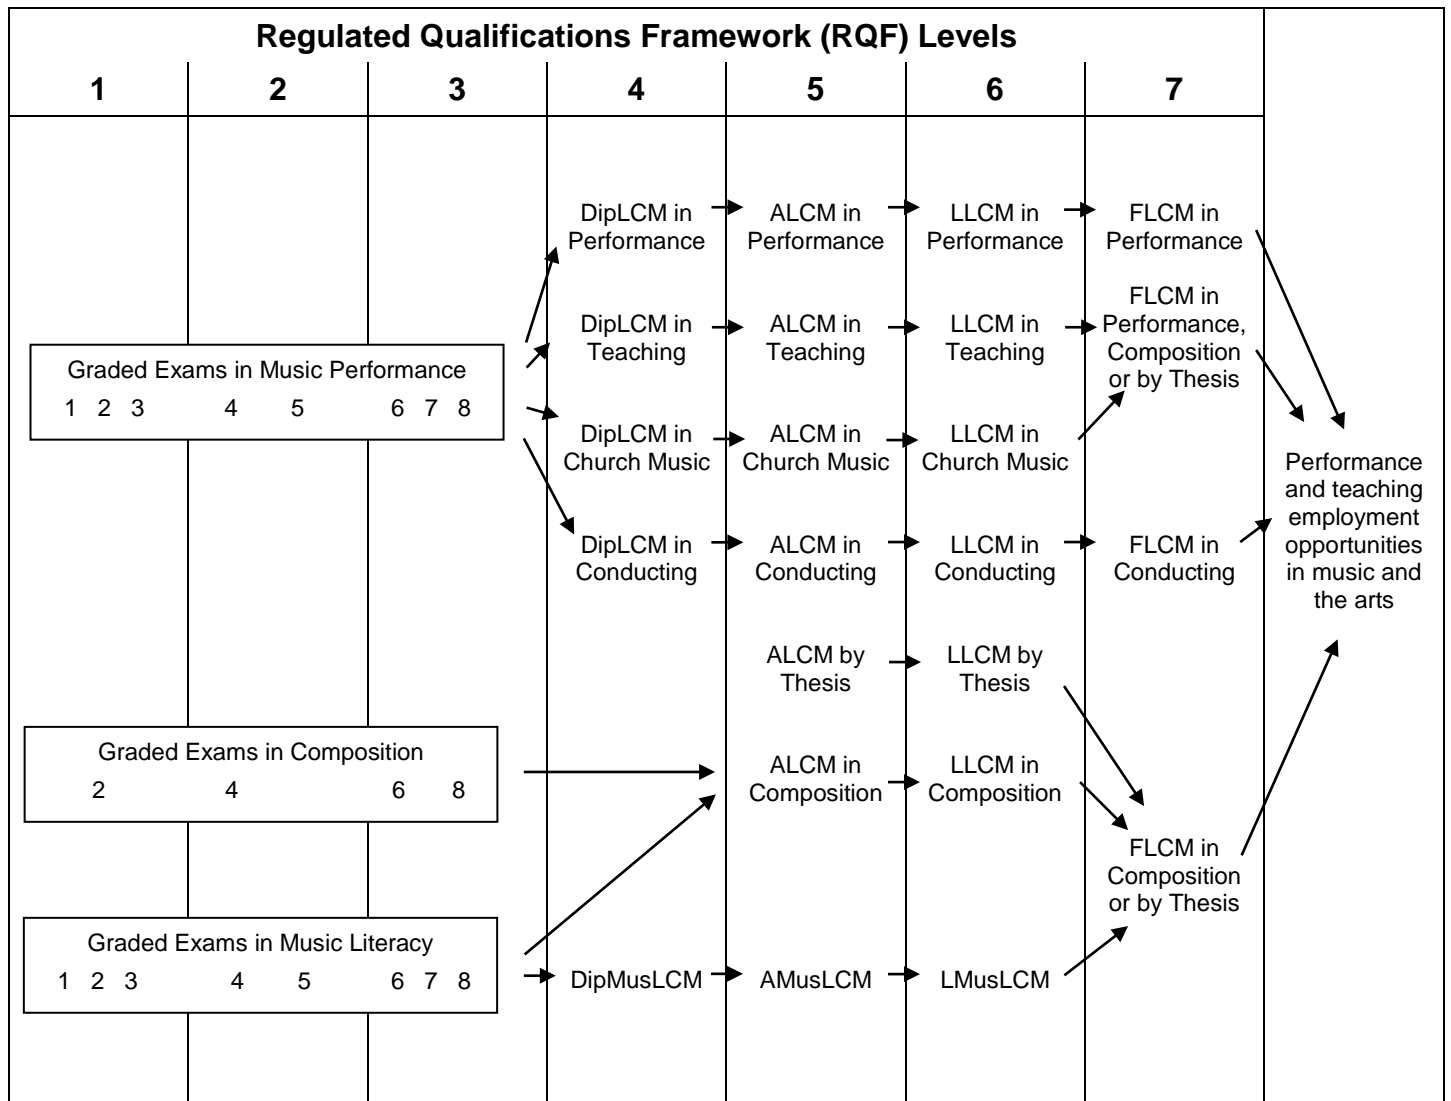 Regulated Qualifications Framework (RQF) Levels
1 2 3 4 5 6 7
DipLCM in
Performance
ALCM in
Performance
LLCM in
Performance
FLCM in
Performance
DipLCM in
Teaching
ALCM in
Teaching
LLCM in
Teaching
FLCM in
Performance,
Composition
or by Thesis
Graded Exams in Music Performance
1 2 3 4 5 6 7 8
DipLCM in
Church Music
ALCM in
Church Music
LLCM in
Church Music
DipLCM in
Conducting
ALCM in
Conducting
LLCM in
Conducting
FLCM in
Conducting
Performance
and teaching
employment
opportunities
in music and
the arts
ALCM by
Thesis
LLCM by
Thesis
Graded Exams in Composition
2 4 6 8
ALCM in
Composition
LLCM in
Composition
FLCM in
Composition
or by Thesis
Graded Exams in Music Literacy
1 2 3 4 5 6 7 8
DipMusLCM
AMusLCM
LMusLCM